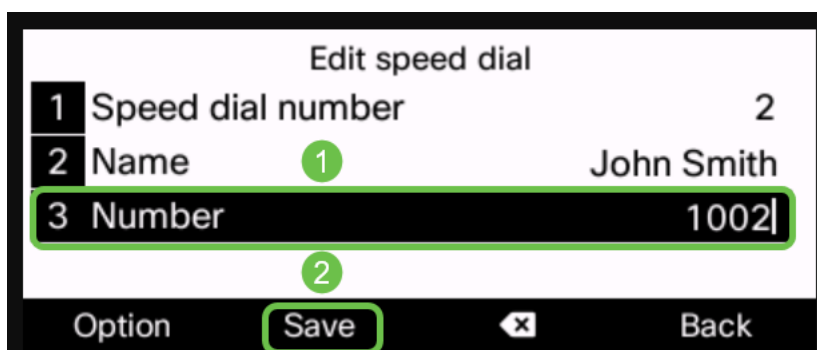 Edit speed dial
1 Speed dial number 2
2 Name 1 John Smith
3 Number 1002
2
Option Save Back